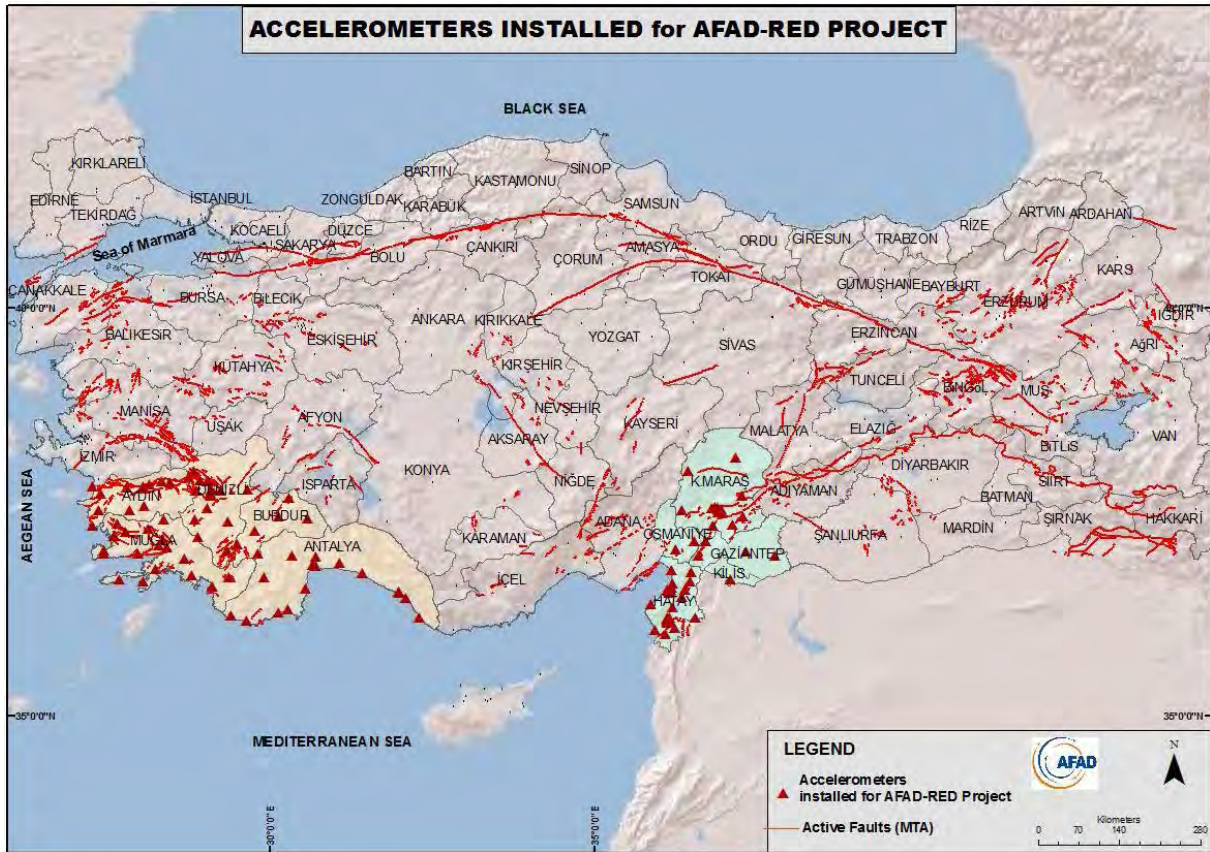 ACCELEROMETERS INSTALLED for AFAD-RED PROJECT
BLACK SEA
KIRKLARELİ
EDİRNE
TEKİRDAĞ
İSTANBUL
ZONGULDAK
BARTIN
KARABÜK
KASTAMONU
SİNOP
SAMSUN
ORDU
GİRESUN
TRABZON
RİZE
ARTVİN
ARDAHAN
Sea of Marmara
KOCAELİ
YALOVA
SAKARYA
DÜZCE
BOLU
ÇANKIRI
ÇORUM
AMASYA
TOKAT
GÜMÜŞHANE
BAYBURT
ERZURUM
KARS
IĞDIR
ÇANAKKALE
BURSA
BİLECİK
40°0'0"N
ANKARA
KIRIKKALE
YOZGAT
SİVAS
ERZİNCAN
AğRI
BALIKESİR
ESKİŞEHİR
KÜTAHYA
KIRŞEHİR
NEVŞEHİR
KAYSERİ
TUNCELİ
BİNGöL
MUŞ
MANİSA
UŞAK
AFYON
AKSARAY
MALATYA
ELAZIĞ
BİTLİS
VAN
İZMİR
KONYA
NİĞDE
DİYARBAKIR
SİİRT
AEGEAN SEA
AYDIN
DENİZLİ
ISPARTA
BURDUR
K.MARAŞ
ADIYAMAN
BATMAN
MUĞLA
ANTALYA
KARAMAN
ADANA
OSMANİYE
GAZİANTEP
ŞANLIURFA
MARDİN
ŞIRNAK
HAKKARİ
İÇEL
KİLİS
HATAY
35°0'0"N
35°0'0"N
MEDITERRANEAN SEA
30°0'0"E
35°0'0"E
LEGEND
Accelerometers
installed for AFAD-RED Project
Active Faults (MTA)
AFAD
N
Kilometers
0 70 140 280